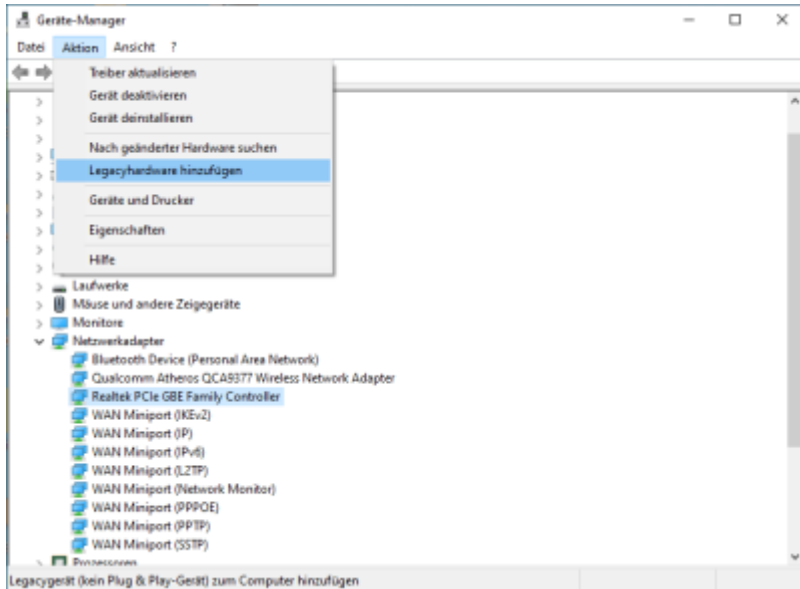 Geräte-Manager
Datei Aktion Ansicht ?
Treiber aktualisieren
Gerät deaktivieren
Gerät deinstallieren
Nach geänderter Hardware suchen
Legacyhardware hinzufügen
Geräte und Drucker
Eigenschaften
Hilfe
Laufwerke
Mäuse und andere Zeigegeräte
Monitore
Netzwerkadapter
Bluetooth Device (Personal Area Network)
Qualcomm Atheros QCA9377 Wireless Network Adapter
Realtek PCIe GBE Family Controller
WAN Miniport (IKEv2)
WAN Miniport (IP)
WAN Miniport (IPv6)
WAN Miniport (L2TP)
WAN Miniport (Network Monitor)
WAN Miniport (PPPOE)
WAN Miniport (PPTP)
WAN Miniport (SSTP)
Prozessoren
Legacygerät (kein Plug & Play-Gerät) zum Computer hinzufügen